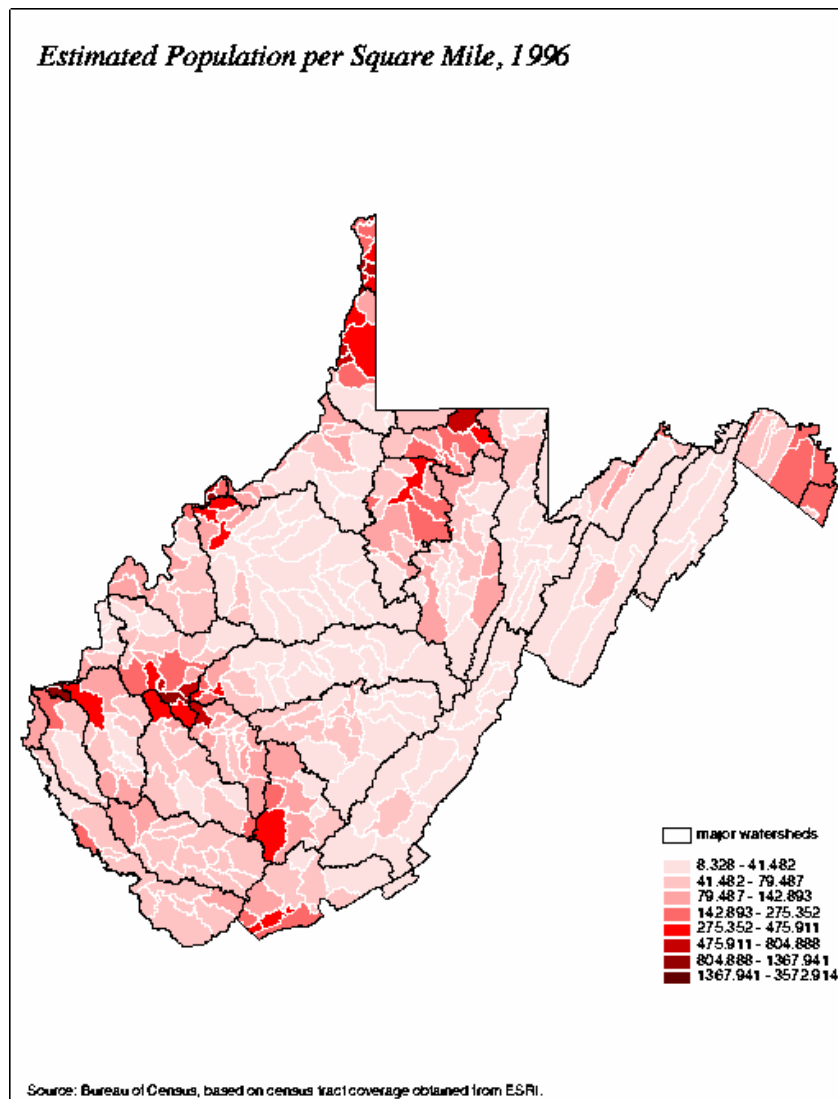 Estimated Population per Square Mile, 1996
major watersheds
8.328 - 41.482
41.482 - 79.487
79.487 - 142.893
142.893 - 275.352
275.352 - 475.911
475.911 - 804.888
804.888 - 1367.941
1367.941 - 3572.914
Source: Bureau of Census, based on census tract coverage obtained from ESRI.